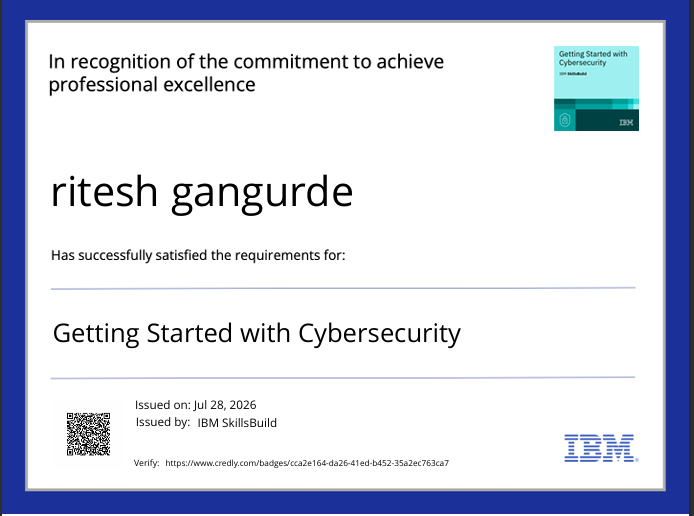 In recognition of the commitment to achieve
professional excellence
Getting Started with
Cybersecurity
IBM SkillsBuild
IBM
ritesh gangurde
Has successfully satisfied the requirements for:
Getting Started with Cybersecurity
Issued on: Jul 28, 2026
Issued by: IBM SkillsBuild
Verify: https://www.credly.com/badges/cca2e164-da26-41ed-b452-35a2ec763ca7
IBM